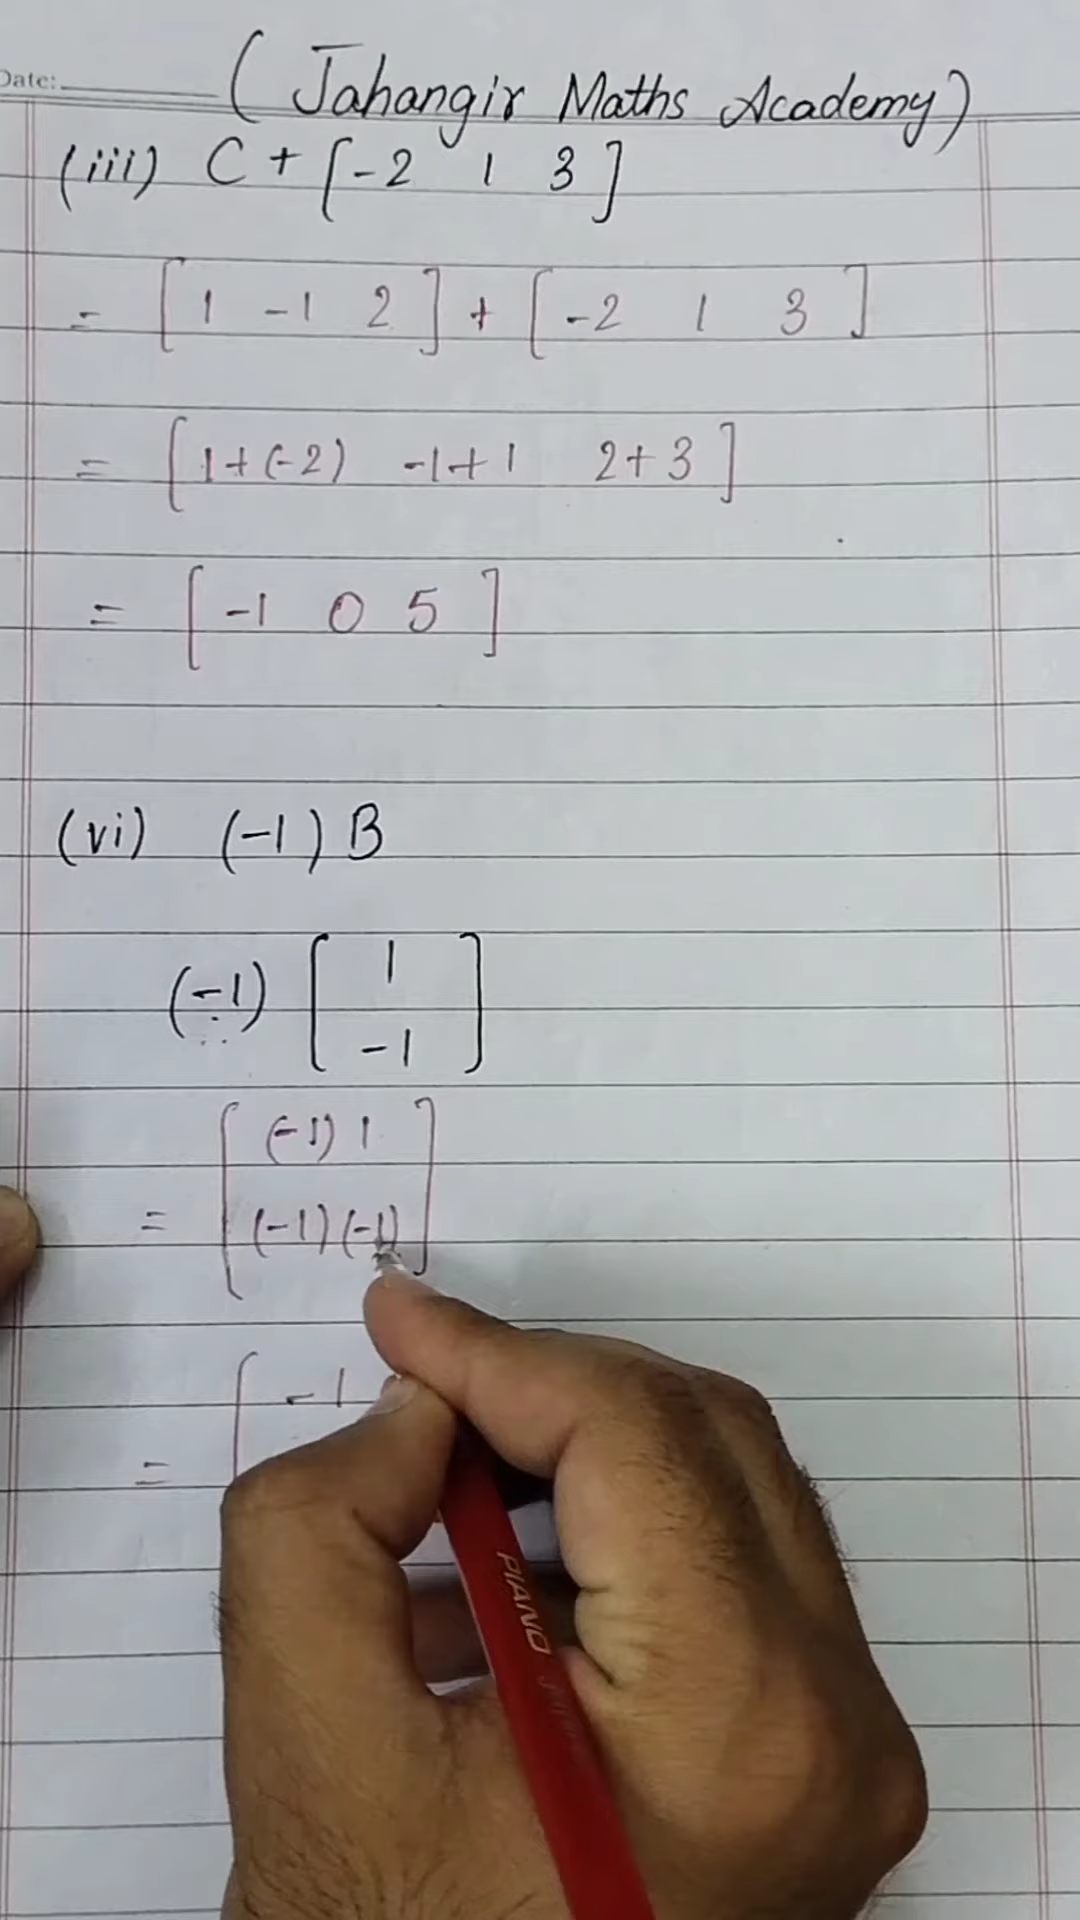 Date:
( Jahangir Maths Academy)
(iii) C + [-2 1 3]
= [1 -1 2] + [-2 1 3]
= [1+(-2) -1+1 2+3]
= [-1 0 5]
(vi) (-1) B
(-1) [ 1
-1 ]
[ (-1) 1
= (-1)(-1) ]
[ -1
=
PIANO